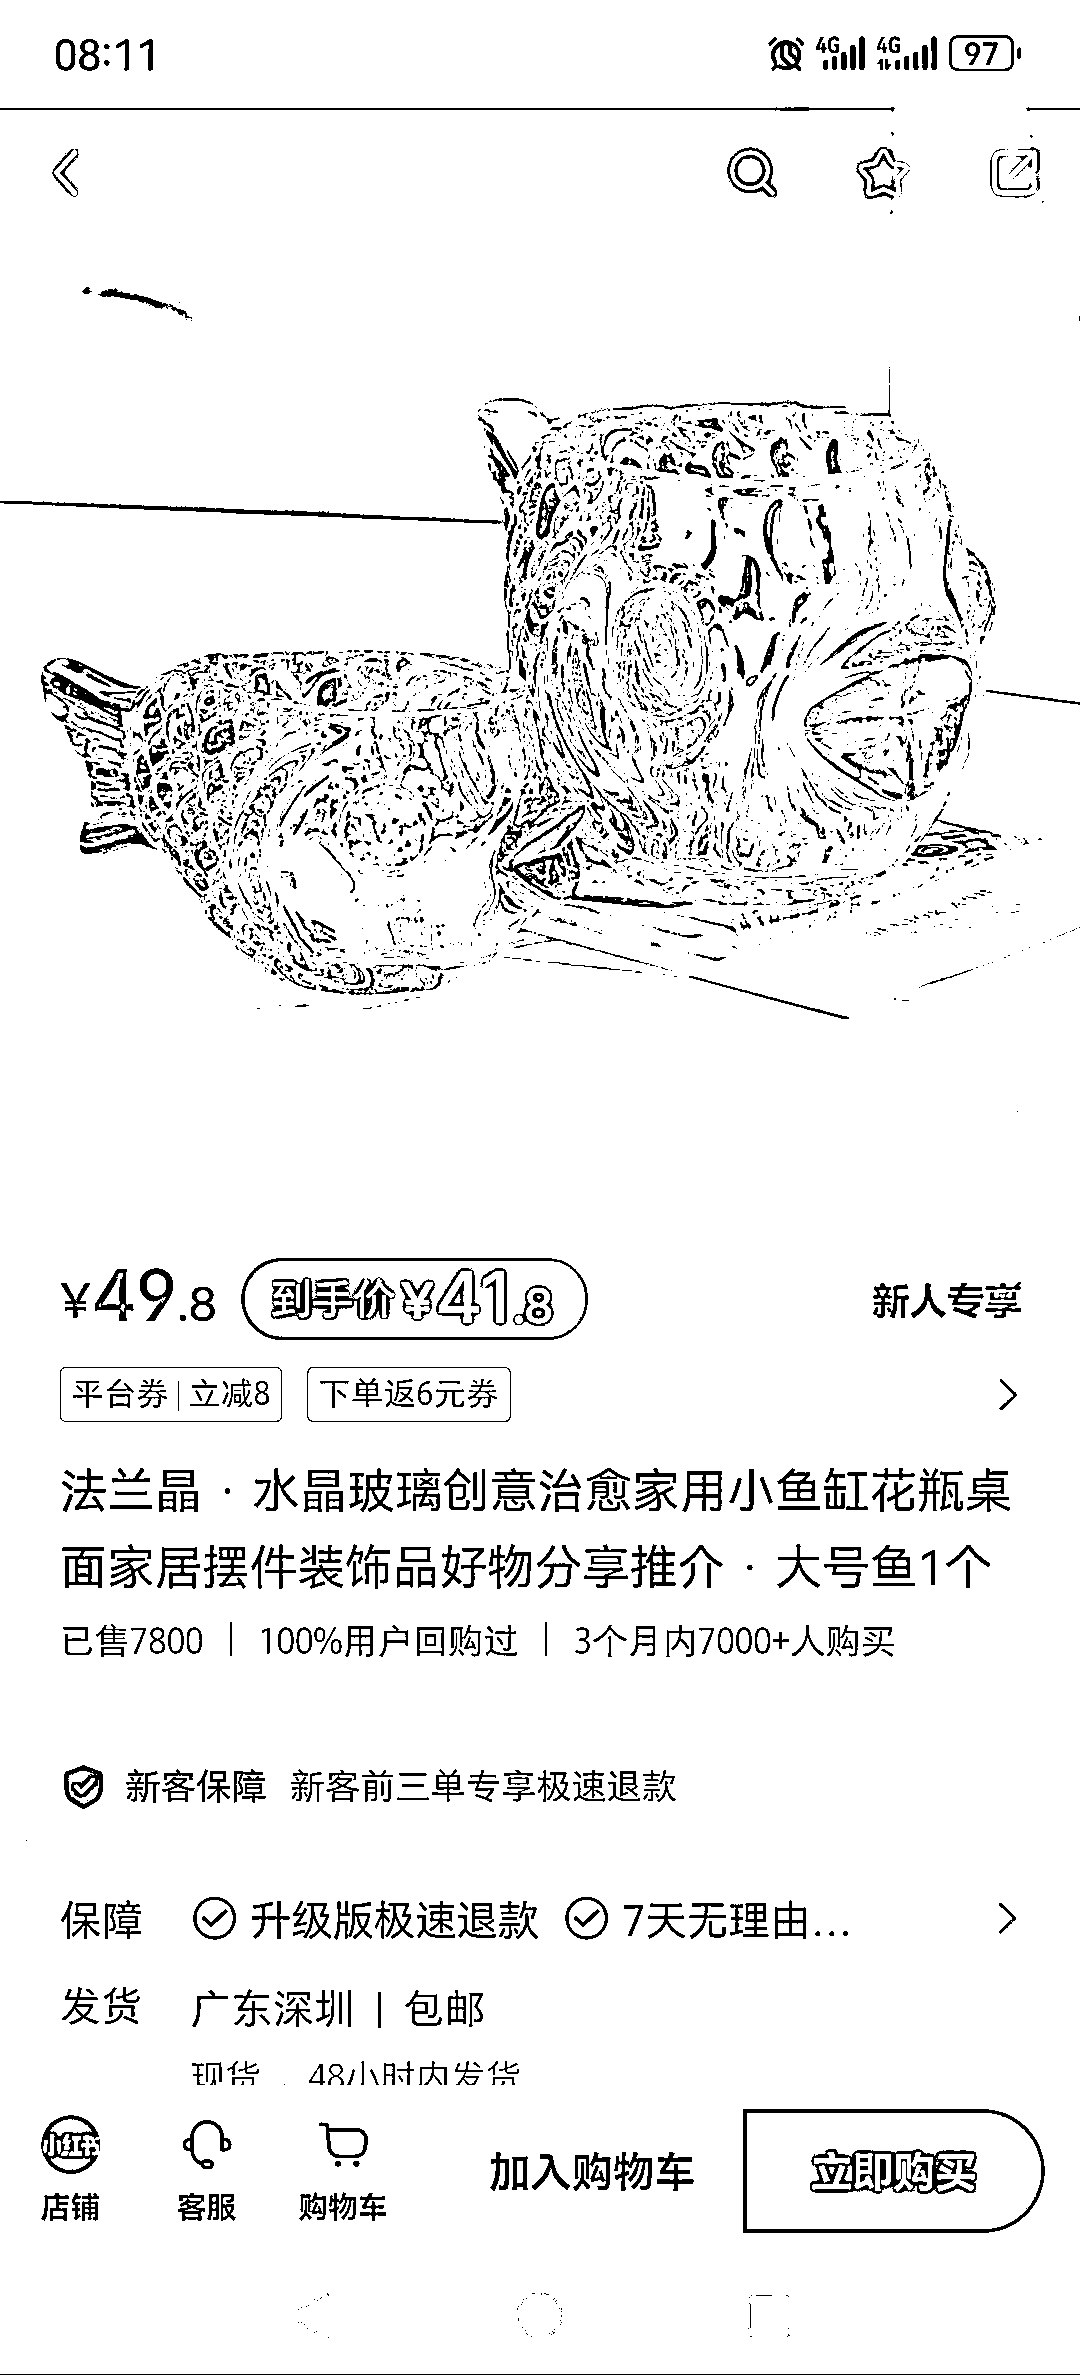 08:11 4G 4G 97
¥49.8 到手价¥41.8 新人专享
平台券|立减8 下单返6元券
法兰晶·水晶玻璃创意治愈家用小鱼缸花瓶桌
面家居摆件装饰品好物分享推介·大号鱼1个
已售7800 | 100%用户回购过 | 3个月内7000+人购买
新客保障 新客前三单专享极速退款
保障 升级版极速退款 7天无理由...
发货 广东深圳 | 包邮
现货 . 48小时内发货
小红书
店铺 客服 购物车 加入购物车 立即购买